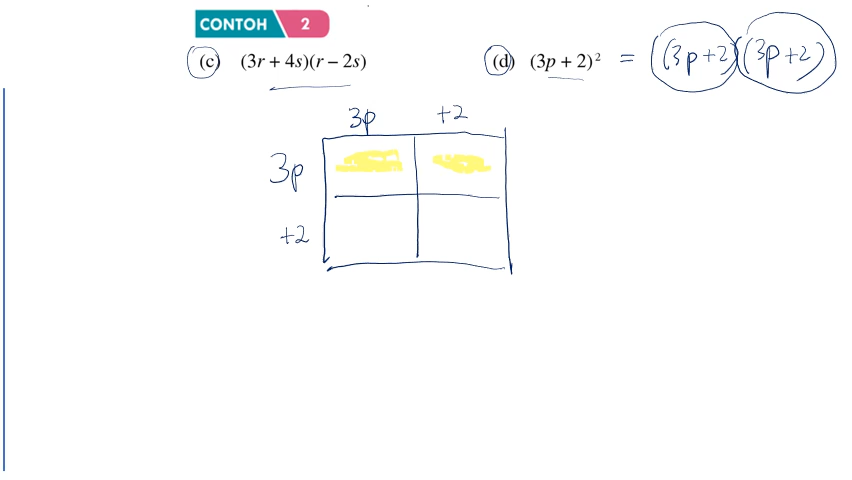 CONTOH 2
(c) (3r + 4s)(r − 2s)
(d) (3p + 2)² = (3p+2)(3p+2)
3p +2
3p
+2